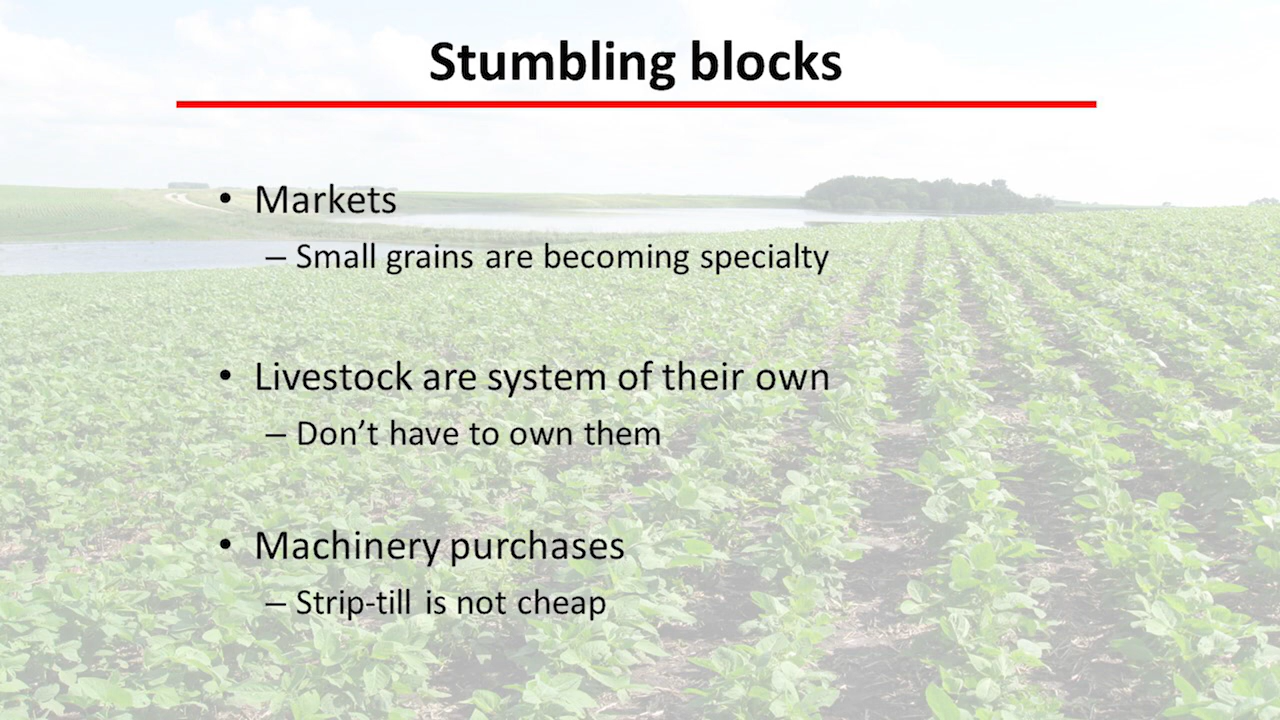 Stumbling blocks
• Markets
– Small grains are becoming specialty
• Livestock are system of their own
– Don’t have to own them
• Machinery purchases
– Strip-till is not cheap